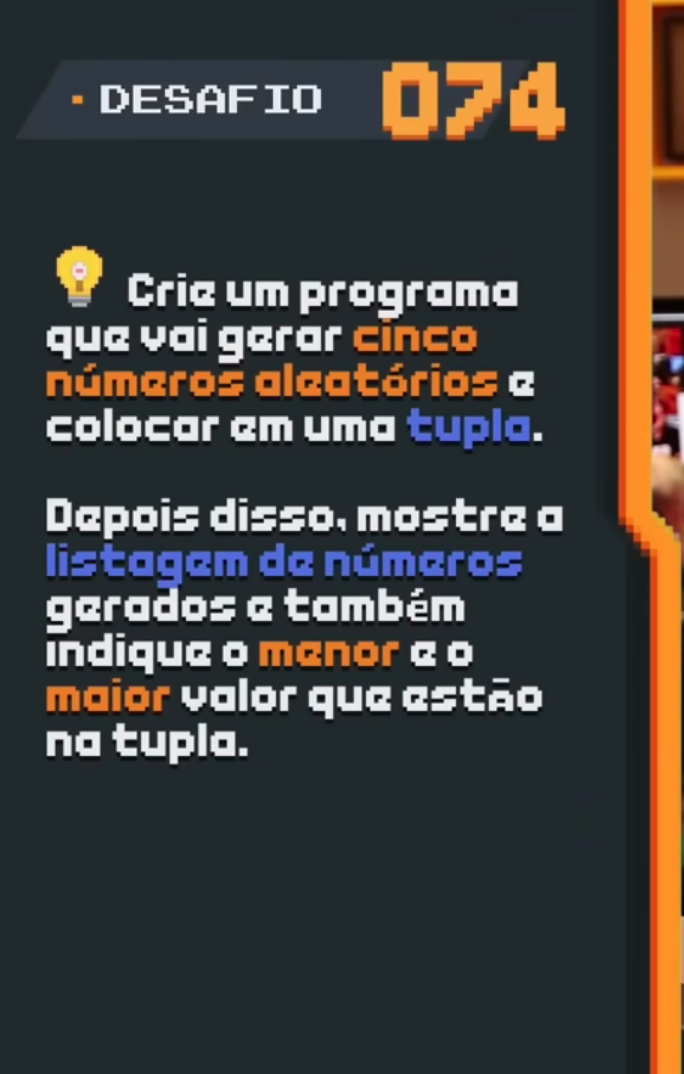 DESAFIO 074
Crie um programa
que vai gerar cinco
números aleatórios e
colocar em uma tupla.
Depois disso, mostre a
listagem de números
gerados e também
indique o menor e o
maior valor que estão
na tupla.